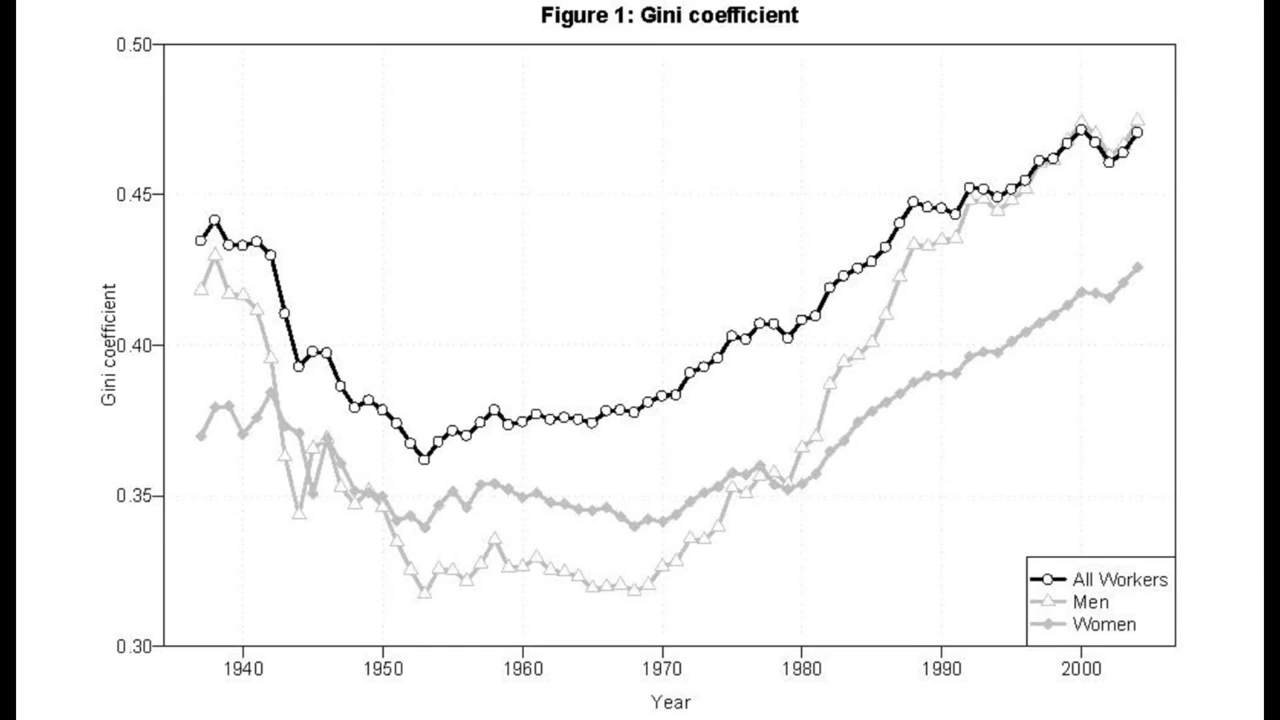 Figure 1: Gini coefficient
0.50
0.45
0.40
0.35
0.30
Gini coefficient
1940 1950 1960 1970 1980 1990 2000
Year
All Workers
Men
Women